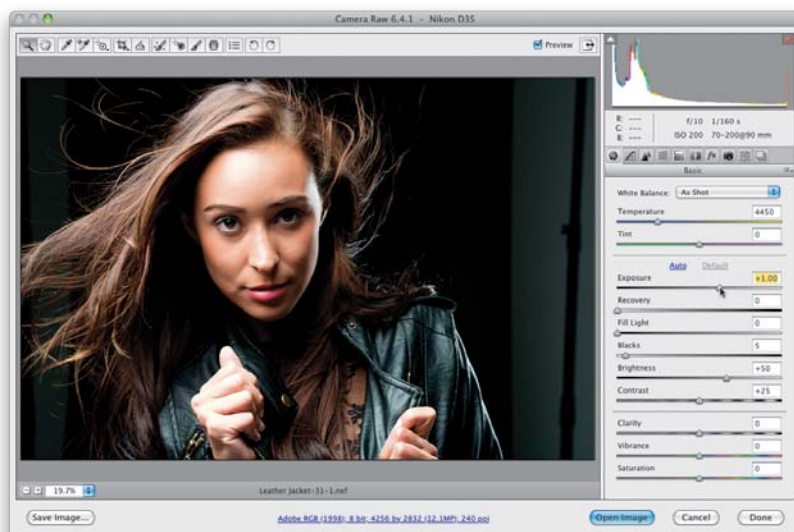 Camera Raw 6.4.1 – Nikon D3S
Preview
R: ---
G: ---
B: ---
f/10 1/160 s
ISO 200 70-200@90 mm
Basic
White Balance: As Shot
Temperature 4450
Tint 0
Auto Default
Exposure +1.00
Recovery 0
Fill Light 0
Blacks 5
Brightness +50
Contrast +25
Clarity 0
Vibrance 0
Saturation 0
19.7% Leather Jacket-31-1.nef
Save Image... Adobe RGB (1998); 8 bit; 4256 by 2832 (12.1MP); 240 ppi Open Image Cancel Done